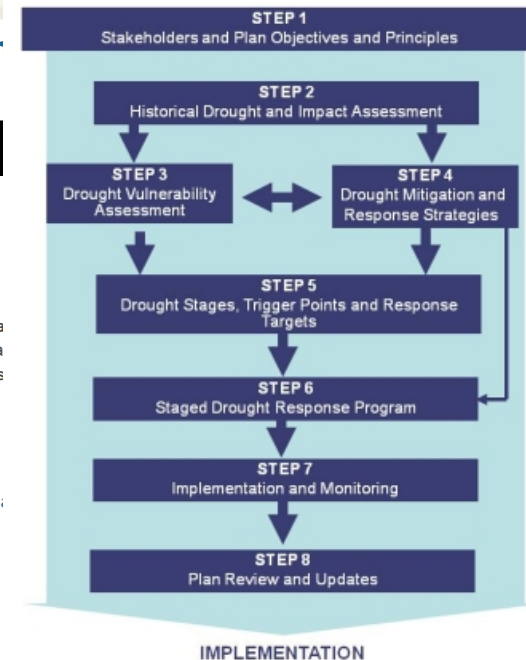 STEP 1
Stakeholders and Plan Objectives and Principles
STEP 2
Historical Drought and Impact Assessment
STEP 3
Drought Vulnerability
Assessment
STEP 4
Drought Mitigation and
Response Strategies
STEP 5
Drought Stages, Trigger Points and Response
Targets
STEP 6
Staged Drought Response Program
STEP 7
Implementation and Monitoring
STEP 8
Plan Review and Updates
IMPLEMENTATION